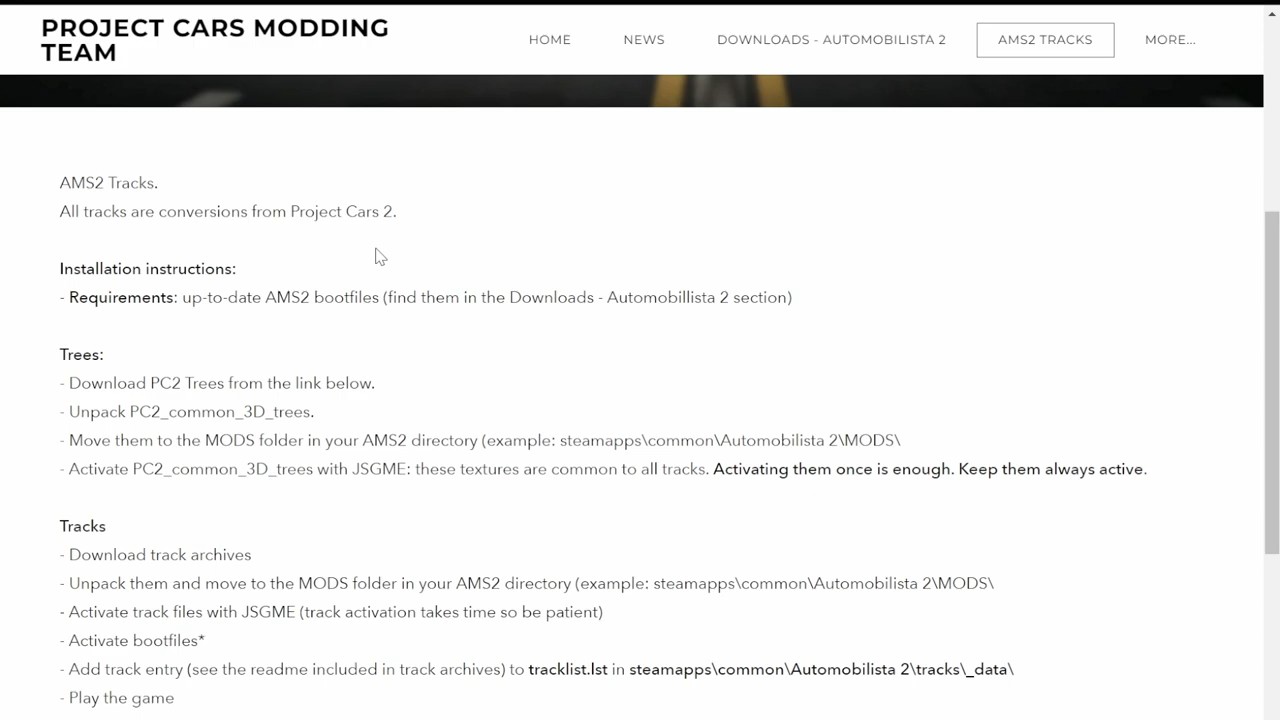 PROJECT CARS MODDING
TEAM
HOME
NEWS
DOWNLOADS - AUTOMOBILISTA 2
AMS2 TRACKS
MORE...
AMS2 Tracks.
All tracks are conversions from Project Cars 2.
Installation instructions:
- Requirements: up-to-date AMS2 bootfiles (find them in the Downloads - Automobillista 2 section)
Trees:
- Download PC2 Trees from the link below.
- Unpack PC2_common_3D_trees.
- Move them to the MODS folder in your AMS2 directory (example: steamapps\common\Automobilista 2\MODS\
- Activate PC2_common_3D_trees with JSGME: these textures are common to all tracks. Activating them once is enough. Keep them always active.
Tracks
- Download track archives
- Unpack them and move to the MODS folder in your AMS2 directory (example: steamapps\common\Automobilista 2\MODS\
- Activate track files with JSGME (track activation takes time so be patient)
- Activate bootfiles*
- Add track entry (see the readme included in track archives) to tracklist.lst in steamapps\common\Automobilista 2\tracks\_data\
- Play the game